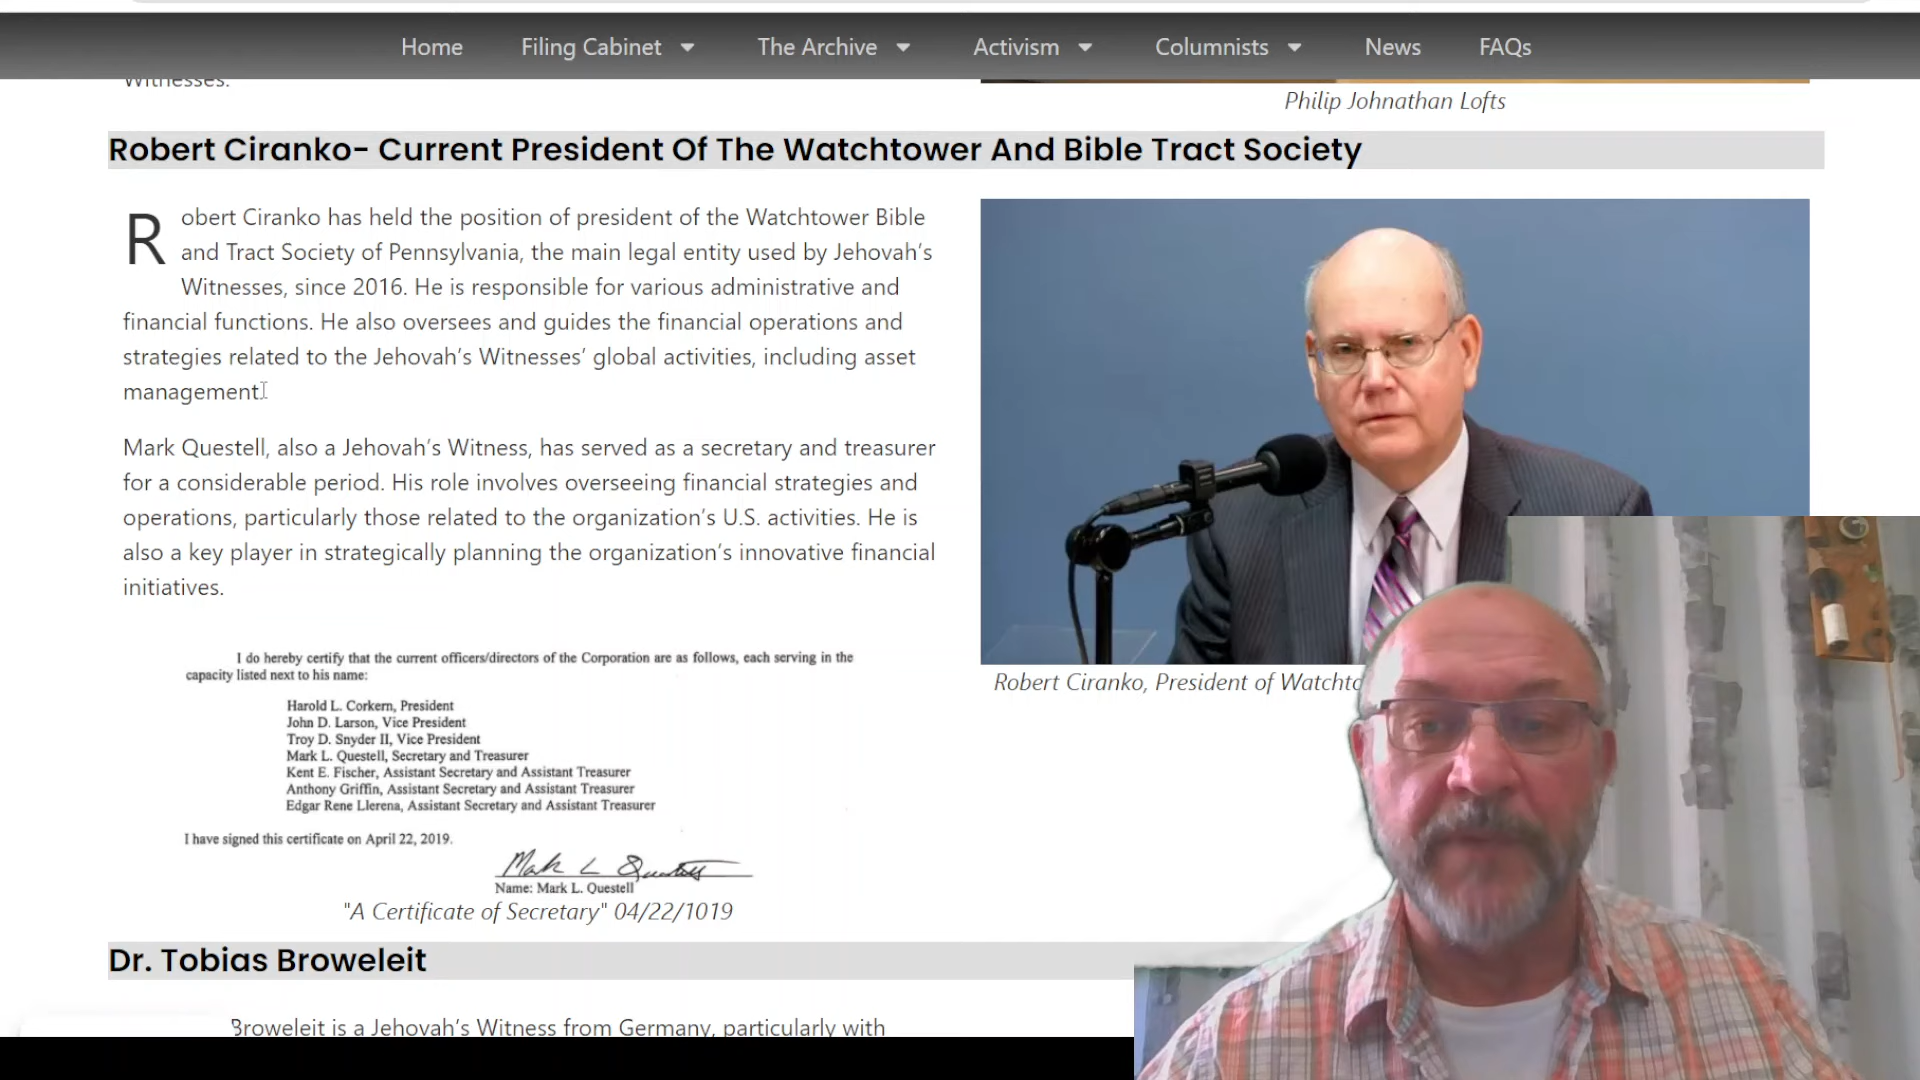 Home Filing Cabinet The Archive Activism Columnists News FAQs
Witnesses.
Philip Johnathan Lofts
Robert Ciranko- Current President Of The Watchtower And Bible Tract Society
Robert Ciranko has held the position of president of the Watchtower Bible
and Tract Society of Pennsylvania, the main legal entity used by Jehovah’s
Witnesses, since 2016. He is responsible for various administrative and
financial functions. He also oversees and guides the financial operations and
strategies related to the Jehovah’s Witnesses’ global activities, including asset
management.
Mark Questell, also a Jehovah’s Witness, has served as a secretary and treasurer
for a considerable period. His role involves overseeing financial strategies and
operations, particularly those related to the organization’s U.S. activities. He is
also a key player in strategically planning the organization’s innovative financial
initiatives.
Robert Ciranko, President of
I do hereby certify that the current officers/directors of the Corporation are as follows, each serving in the
capacity listed next to his name:
Harold L. Corkern, President
John D. Larson, Vice President
Troy D. Snyder II, Vice President
Mark L. Questell, Secretary and Treasurer
Kent E. Fischer, Assistant Secretary and Assistant Treasurer
Anthony Griffin, Assistant Secretary and Assistant Treasurer
Edgar Rene Llerena, Assistant Secretary and Assistant Treasurer
I have signed this certificate on April 22, 2019.
Mark L Questell
Name: Mark L. Questell
"A Certificate of Secretary" 04/22/1019
Dr. Tobias Broweleit
Broweleit is a Jehovah’s Witness from Germany, particularly with